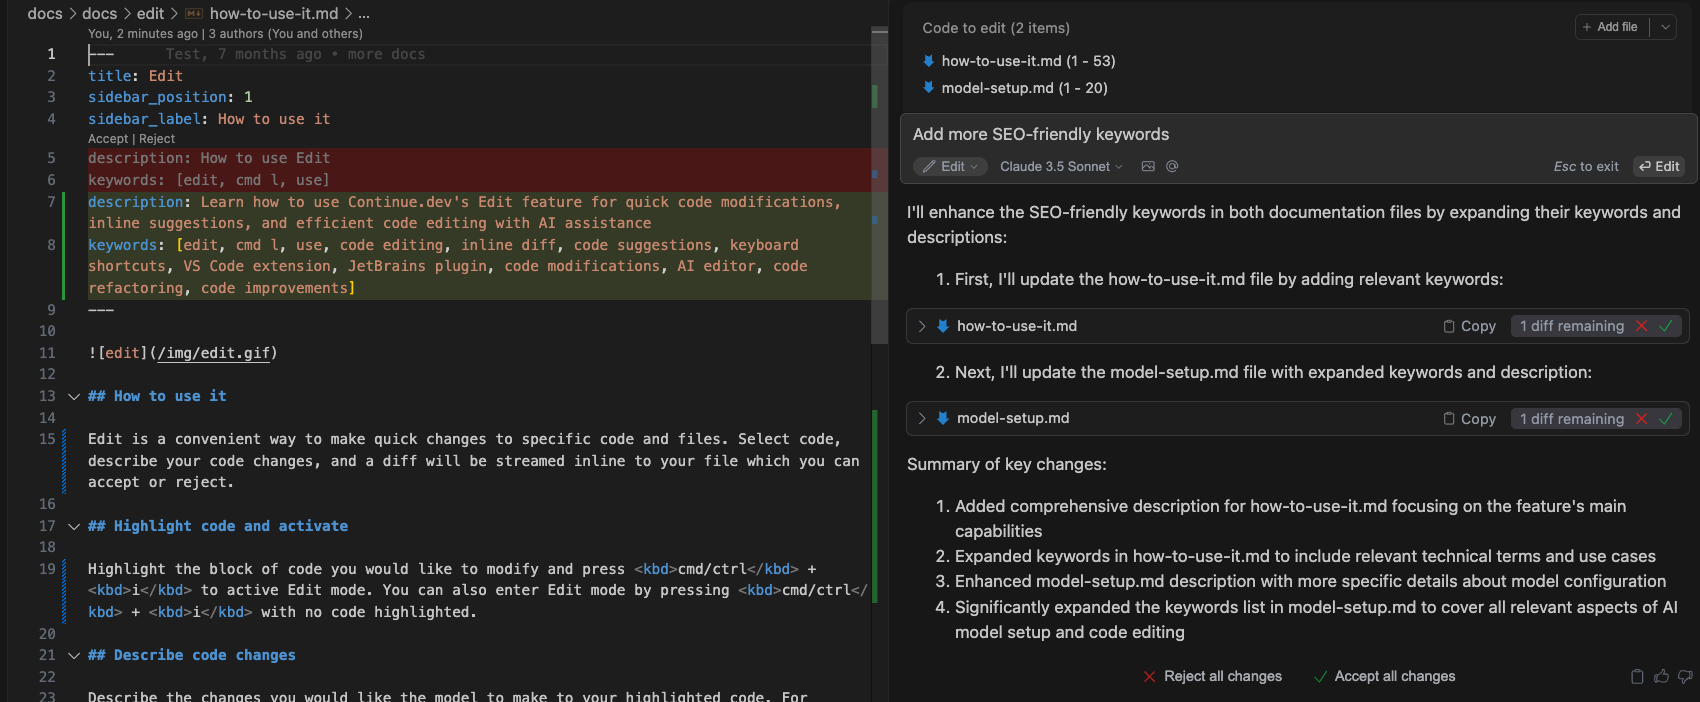 docs > docs > edit > how-to-use-it.md > ...
You, 2 minutes ago | 3 authors (You and others)
1 --- Test, 7 months ago • more docs
2 title: Edit
3 sidebar_position: 1
4 sidebar_label: How to use it
Accept | Reject
5 description: How to use Edit
6 keywords: [edit, cmd l, use]
7 description: Learn how to use Continue.dev's Edit feature for quick code modifications,
inline suggestions, and efficient code editing with AI assistance
8 keywords: [edit, cmd l, use, code editing, inline diff, code suggestions, keyboard
shortcuts, VS Code extension, JetBrains plugin, code modifications, AI editor, code
refactoring, code improvements]
9 ---
10
11 ![edit](/img/edit.gif)
12
13 ## How to use it
14
15 Edit is a convenient way to make quick changes to specific code and files. Select code,
describe your code changes, and a diff will be streamed inline to your file which you can
accept or reject.
16
17 ## Highlight code and activate
18
19 Highlight the block of code you would like to modify and press <kbd>cmd/ctrl</kbd> +
<kbd>i</kbd> to active Edit mode. You can also enter Edit mode by pressing <kbd>cmd/ctrl</
kbd> + <kbd>i</kbd> with no code highlighted.
20
21 ## Describe code changes
22
23 Describe the changes you would like the model to make to your highlighted code. For
Code to edit (2 items)
+ Add file
how-to-use-it.md (1 - 53)
model-setup.md (1 - 20)
Add more SEO-friendly keywords
Edit Claude 3.5 Sonnet @ Esc to exit Edit
I'll enhance the SEO-friendly keywords in both documentation files by expanding their keywords and
descriptions:
1. First, I'll update the how-to-use-it.md file by adding relevant keywords:
how-to-use-it.md Copy 1 diff remaining
2. Next, I'll update the model-setup.md file with expanded keywords and description:
model-setup.md Copy 1 diff remaining
Summary of key changes:
1. Added comprehensive description for how-to-use-it.md focusing on the feature's main
capabilities
2. Expanded keywords in how-to-use-it.md to include relevant technical terms and use cases
3. Enhanced model-setup.md description with more specific details about model configuration
4. Significantly expanded the keywords list in model-setup.md to cover all relevant aspects of AI
model setup and code editing
Reject all changes Accept all changes